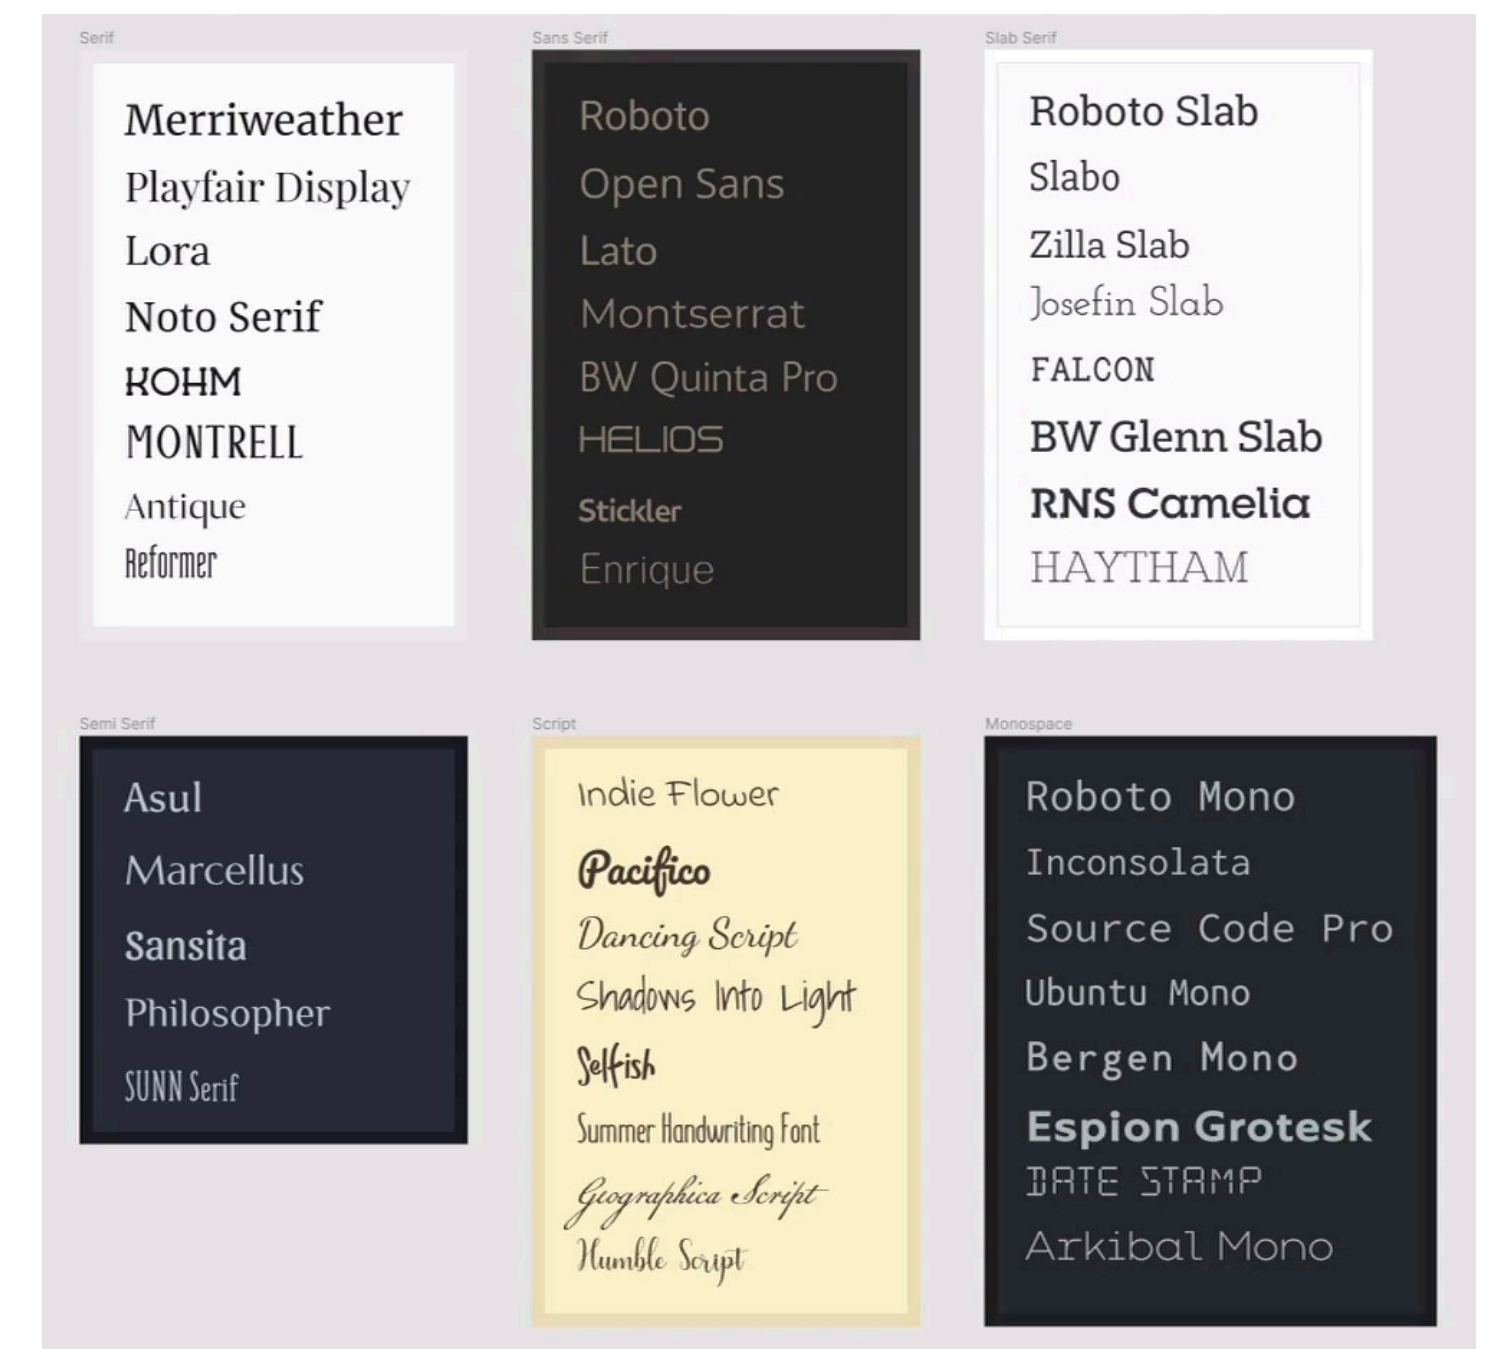 Serif
Merriweather
Playfair Display
Lora
Noto Serif
KOHM
MONTRELL
Antique
Reformer
Sans Serif
Roboto
Open Sans
Lato
Montserrat
BW Quinta Pro
HELIOS
Stickler
Enrique
Slab Serif
Roboto Slab
Slabo
Zilla Slab
Josefin Slab
FALCON
BW Glenn Slab
RNS Camelia
HAYTHAM
Semi Serif
Asul
Marcellus
Sansita
Philosopher
SUNN Serif
Script
Indie Flower
Pacifico
Dancing Script
Shadows Into Light
Selfish
Summer Handwriting Font
Geographica Script
Humble Script
Monospace
Roboto Mono
Inconsolata
Source Code Pro
Ubuntu Mono
Bergen Mono
Espion Grotesk
DATE STAMP
Arkibal Mono